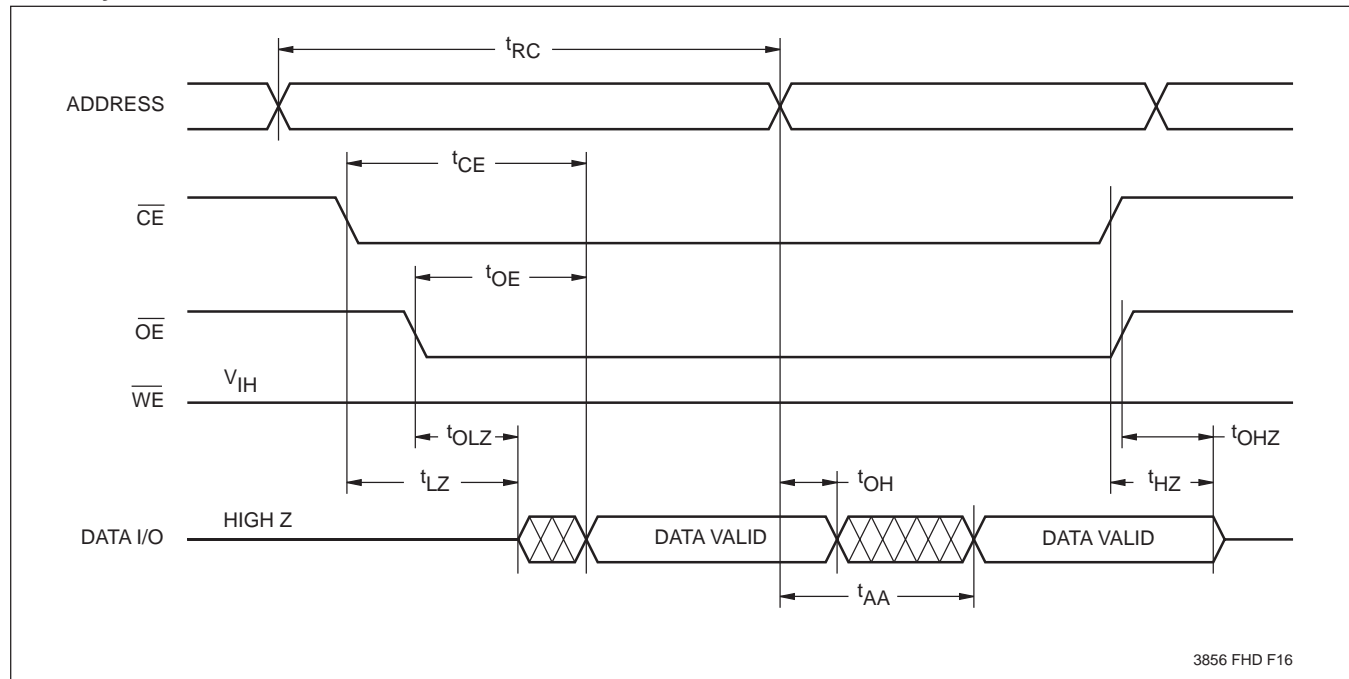 tRC
ADDRESS
tCE
CE
tOE
OE
VIH
WE
tOLZ
tOHZ
tLZ
tOH
tHZ
HIGH Z
DATA I/O
DATA VALID
DATA VALID
tAA
3856 FHD F16